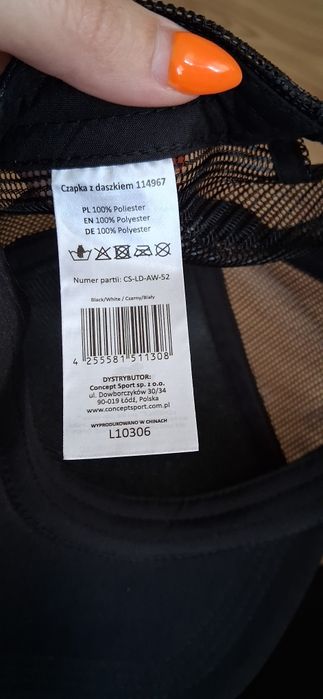 Czapka z daszkiem 114967
PL 100% Poliester
EN 100% Polyester
DE 100% Polyester
Numer partii: CS-LD-AW-52
Black/White / Czarny/Biały
4 255581 511308
DYSTRYBUTOR:
Concept Sport sp. z o.o.
ul. Dowborczyków 30/34
90-019 Łódź, Polska
www.conceptsport.com.pl
WYPRODUKOWANO W CHINACH
L10306